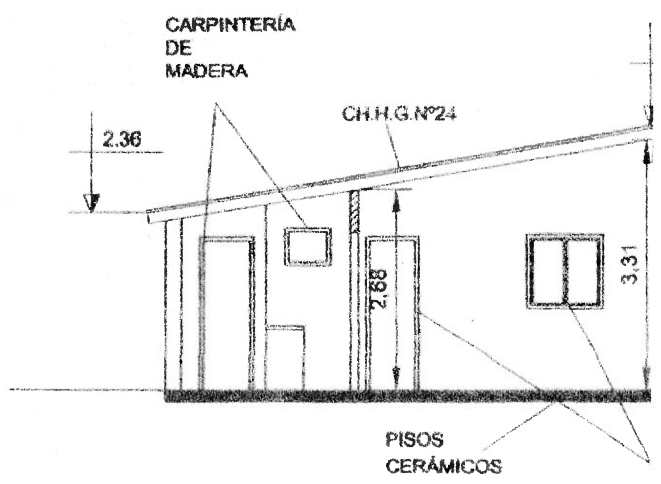 CARPINTERÍA
DE
MADERA
CH.H.G.Nº24
2.36
2,68
3,31
PISOS
CERÁMICOS